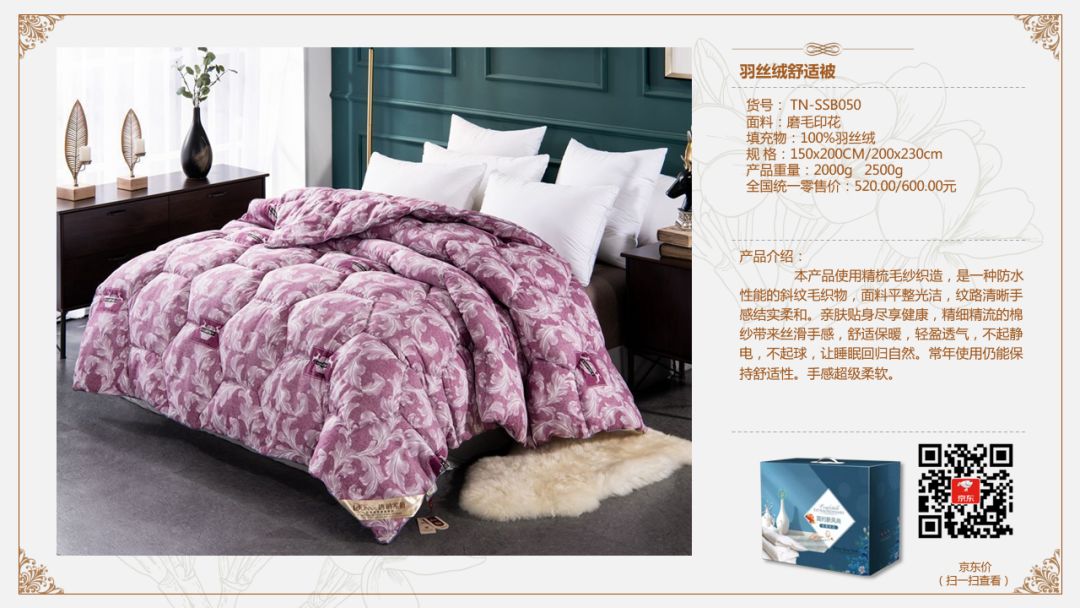 羽丝绒舒适被
货号： TN-SSB050
面料：磨毛印花
填充物：100%羽丝绒
规 格：150x200CM/200x230cm
产品重量：2000g 2500g
全国统一零售价：520.00/600.00元
产品介绍：
本产品使用精梳毛纱织造，是一种防水
性能的斜纹毛织物，面料平整光洁，纹路清晰手
感结实柔和。亲肤贴身尽享健康，精细精流的棉
纱带来丝滑手感，舒适保暖，轻盈透气，不起静
电，不起球，让睡眠回归自然。常年使用仍能保
持舒适性。手感超级柔软。
京东
京东价
（扫一扫查看）